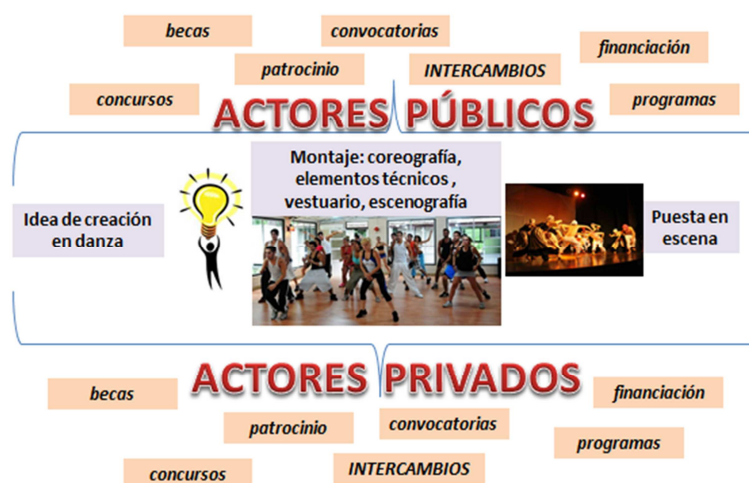 becas
convocatorias
financiación
patrocinio
INTERCAMBIOS
concursos
programas
ACTORES PÚBLICOS
Montaje: coreografía,
elementos técnicos ,
vestuario, escenografía
Idea de creación
en danza
Puesta en
escena
ACTORES PRIVADOS
becas
financiación
patrocinio
convocatorias
programas
concursos
INTERCAMBIOS